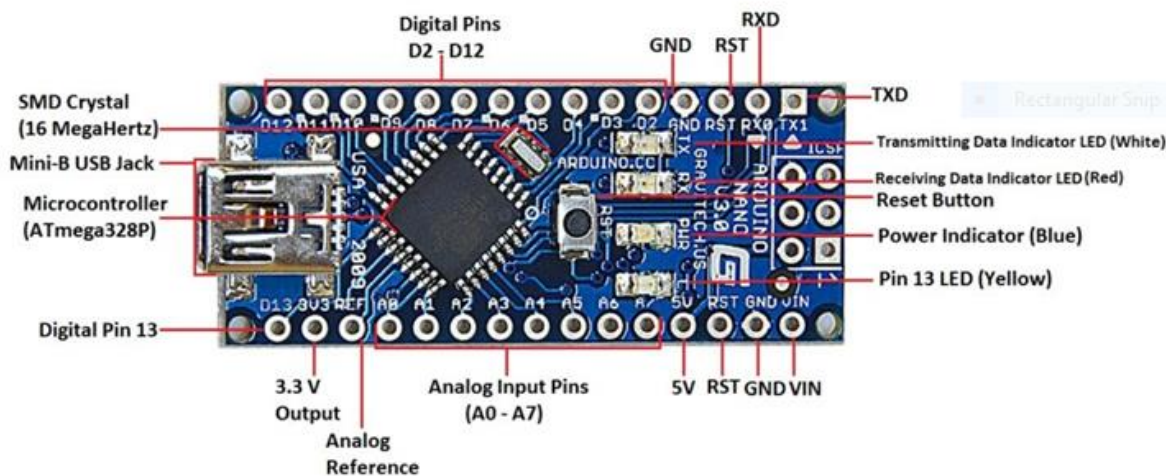 Digital Pins
D2 - D12
GND
RST
RXD
TXD
SMD Crystal
(16 MegaHertz)
Mini-B USB Jack
Microcontroller
(ATmega328P)
Digital Pin 13
3.3 V
Output
Analog
Reference
Analog Input Pins
(A0 - A7)
5V
RST
GND
VIN
Transmitting Data Indicator LED (White)
Receiving Data Indicator LED (Red)
Reset Button
Power Indicator (Blue)
Pin 13 LED (Yellow)
Rectangular Snip
D12 D11 D10 D9 D8 D7 D6 D5 D4 D3 D2 GND RST RX0 TX1
ICSP
ARDUINO.CC
TX
RX
PWR
L
RST
USA
2009
GRAVITECH.US
ARDUINO
NANO
V3.0
G
1
D13 3V3 REF A0 A1 A2 A3 A4 A5 A6 A7 5V RST GND VIN